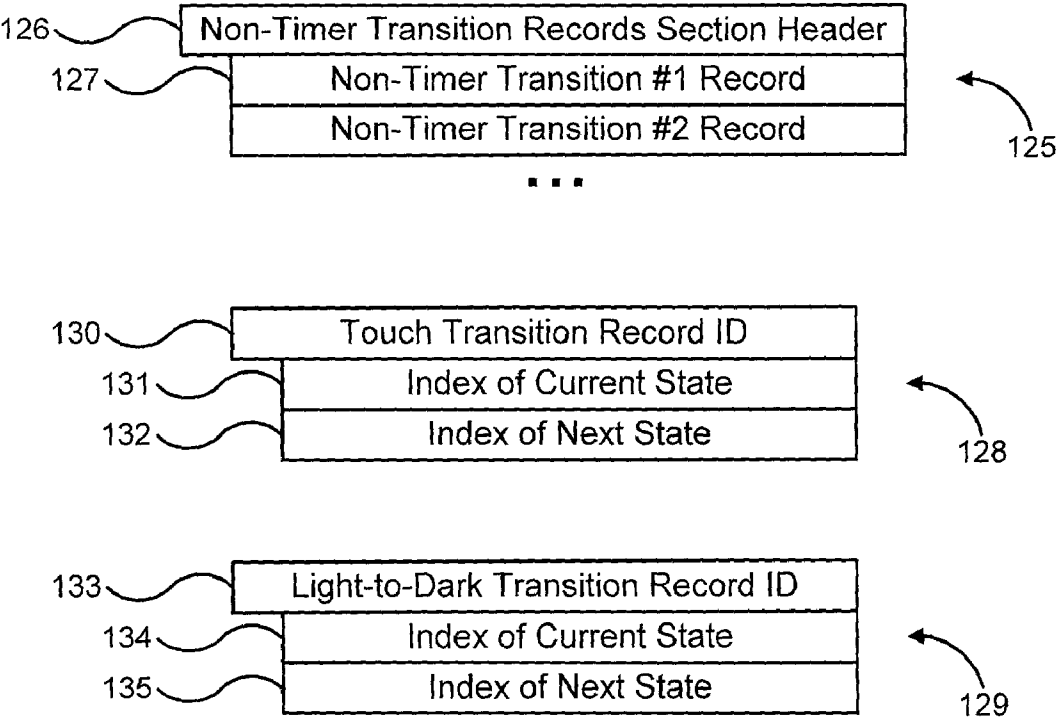 126 Non-Timer Transition Records Section Header
127 Non-Timer Transition #1 Record
Non-Timer Transition #2 Record
125
...
130 Touch Transition Record ID
131 Index of Current State
132 Index of Next State
128
133 Light-to-Dark Transition Record ID
134 Index of Current State
135 Index of Next State
129